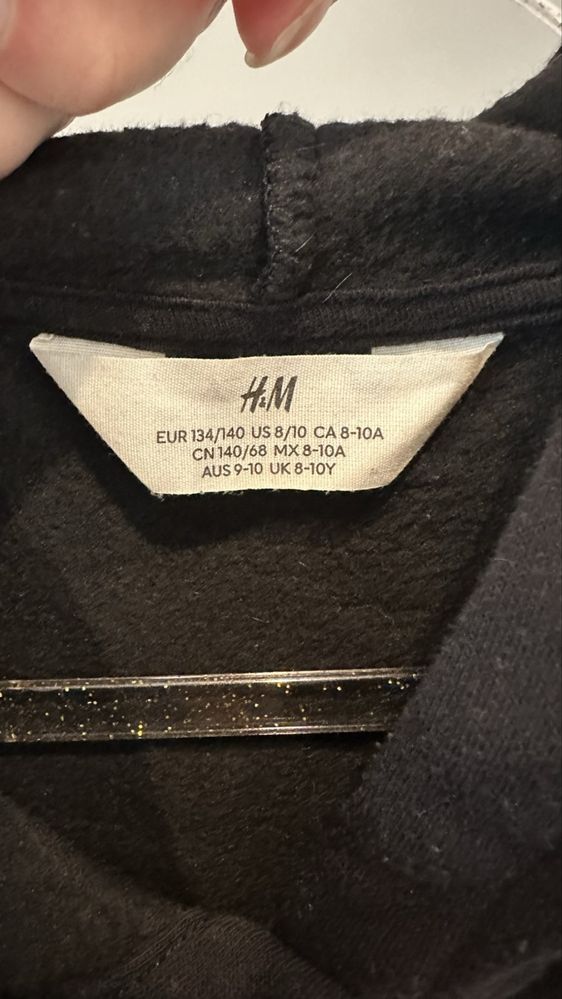 H&M
EUR 134/140 US 8/10 CA 8-10A
CN 140/68 MX 8-10A
AUS 9-10 UK 8-10Y